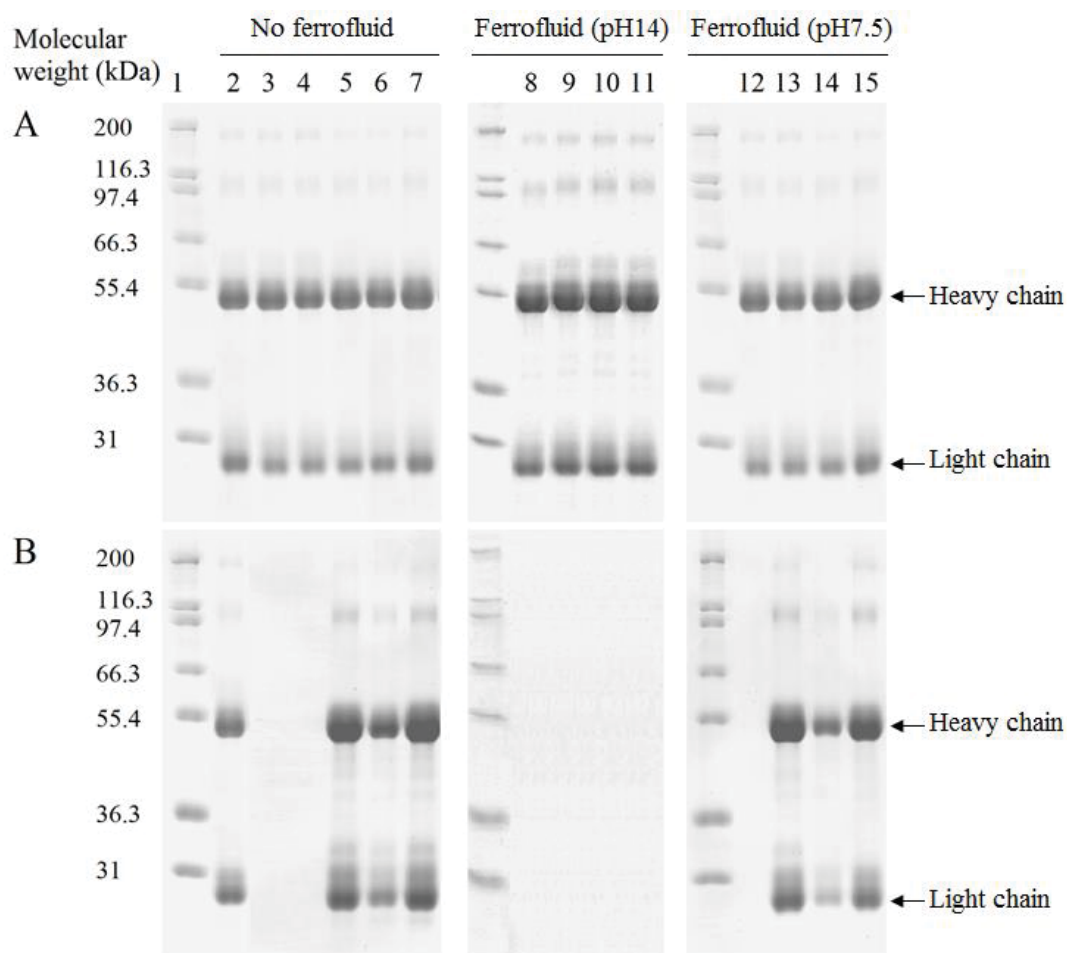 No ferrofluid
Ferrofluid (pH14)
Ferrofluid (pH7.5)
Molecular
weight (kDa)
1 2 3 4 5 6 7 8 9 10 11 12 13 14 15
A
200
116.3
97.4
66.3
55.4
Heavy chain
36.3
31
Light chain
B
200
116.3
97.4
66.3
55.4
Heavy chain
36.3
31
Light chain